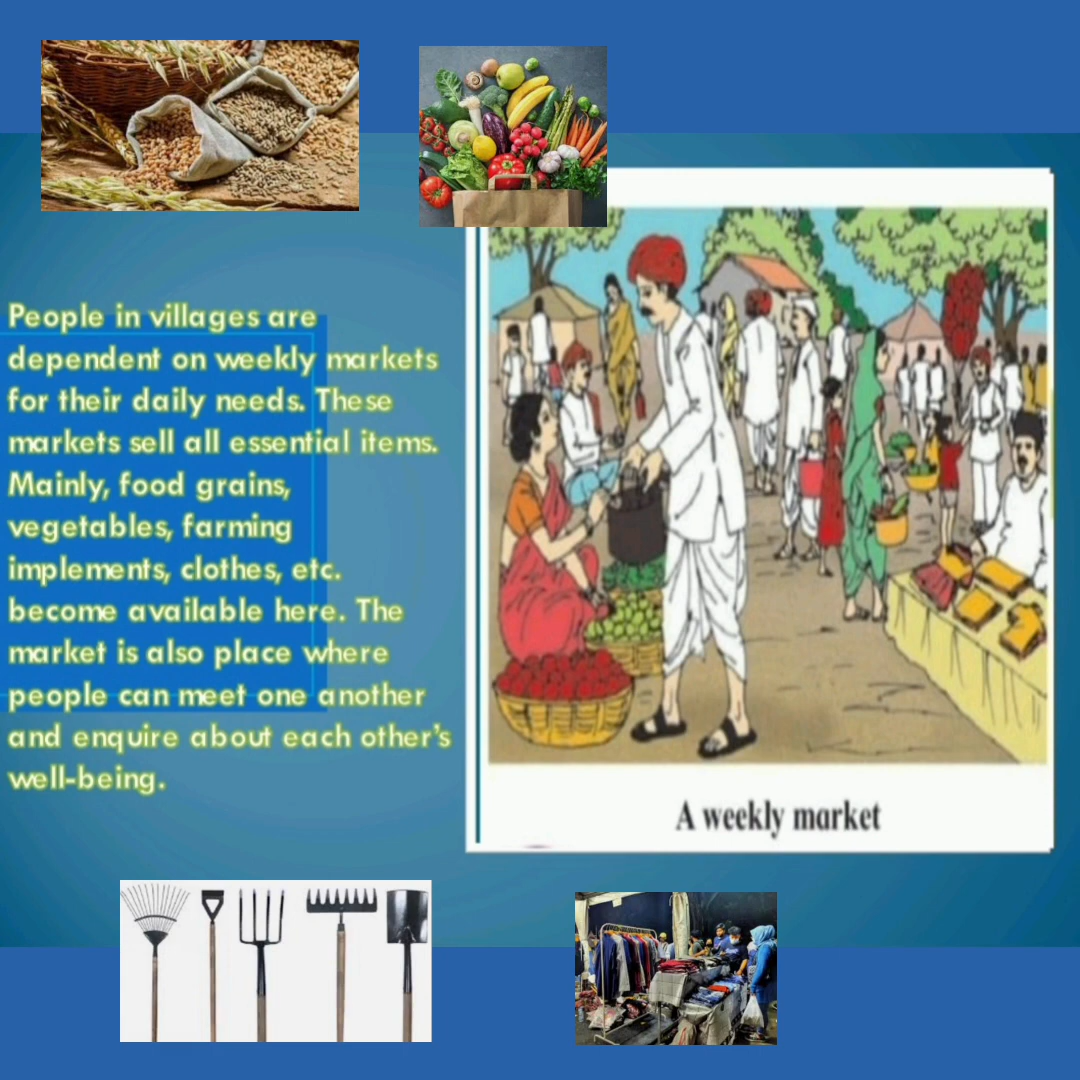 People in villages are
dependent on weekly markets
for their daily needs. These
markets sell all essential items.
Mainly, food grains,
vegetables, farming
implements, clothes, etc.
become available here. The
market is also place where
people can meet one another
and enquire about each other's
well-being.
A weekly market